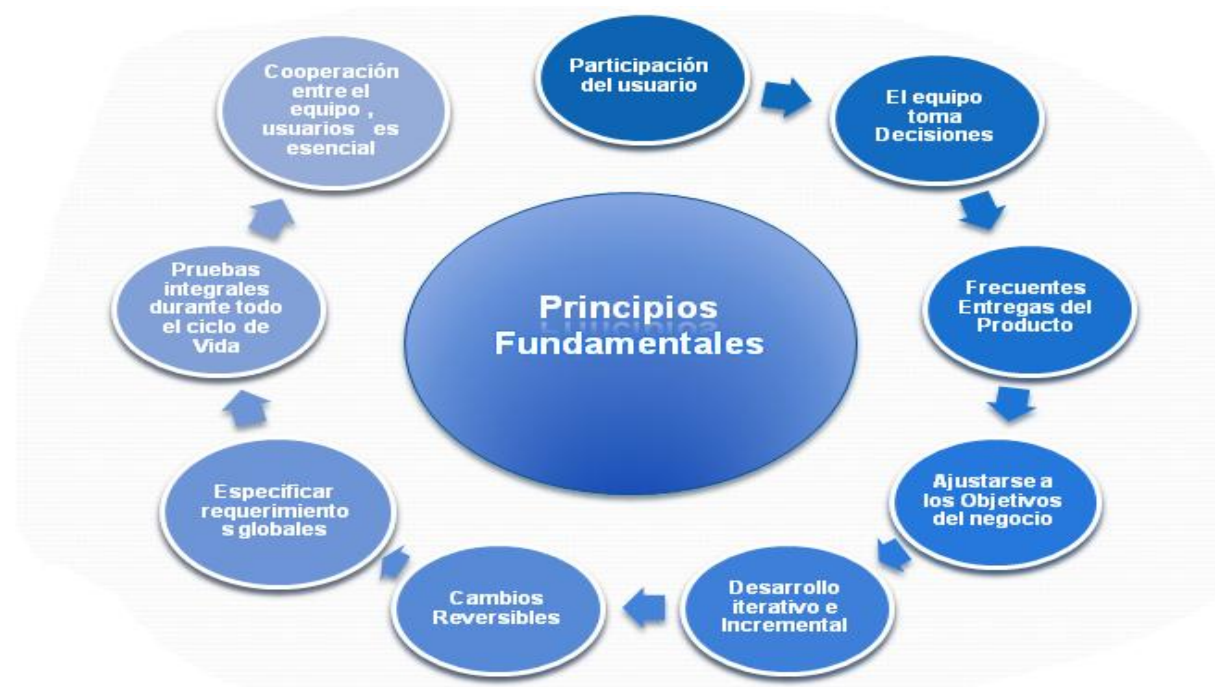 Participación
del usuario
El equipo
toma
Decisiones
Frecuentes
Entregas del
Producto
Ajustarse a
los Objetivos
del negocio
Desarrollo
iterativo e
Incremental
Cambios
Reversibles
Especificar
requerimiento
s globales
Pruebas
integrales
durante todo
el ciclo de
Vida
Cooperación
entre el
equipo ,
usuarios es
esencial
Principios
Fundamentales